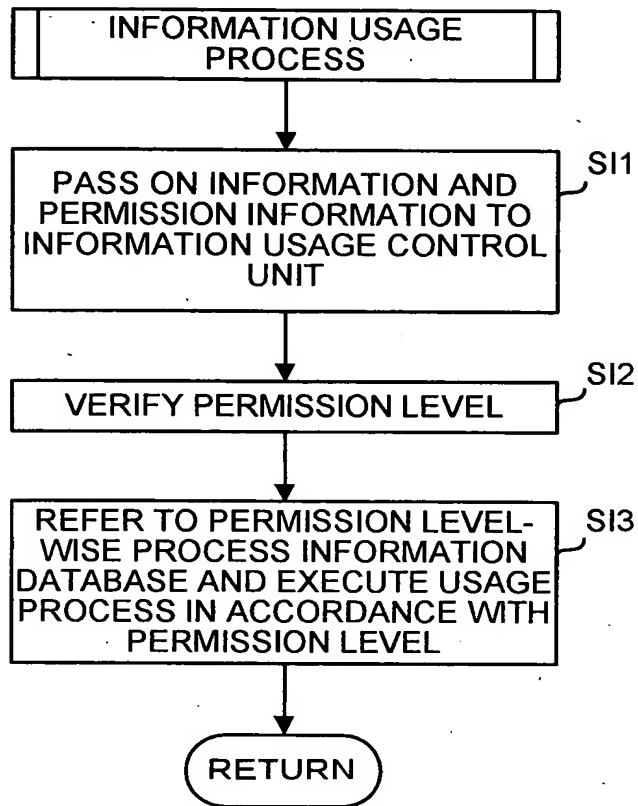 INFORMATION USAGE
PROCESS
SI1
PASS ON INFORMATION AND
PERMISSION INFORMATION TO
INFORMATION USAGE CONTROL
UNIT
SI2
VERIFY PERMISSION LEVEL
SI3
REFER TO PERMISSION LEVEL-
WISE PROCESS INFORMATION
DATABASE AND EXECUTE USAGE
PROCESS IN ACCORDANCE WITH
PERMISSION LEVEL
RETURN